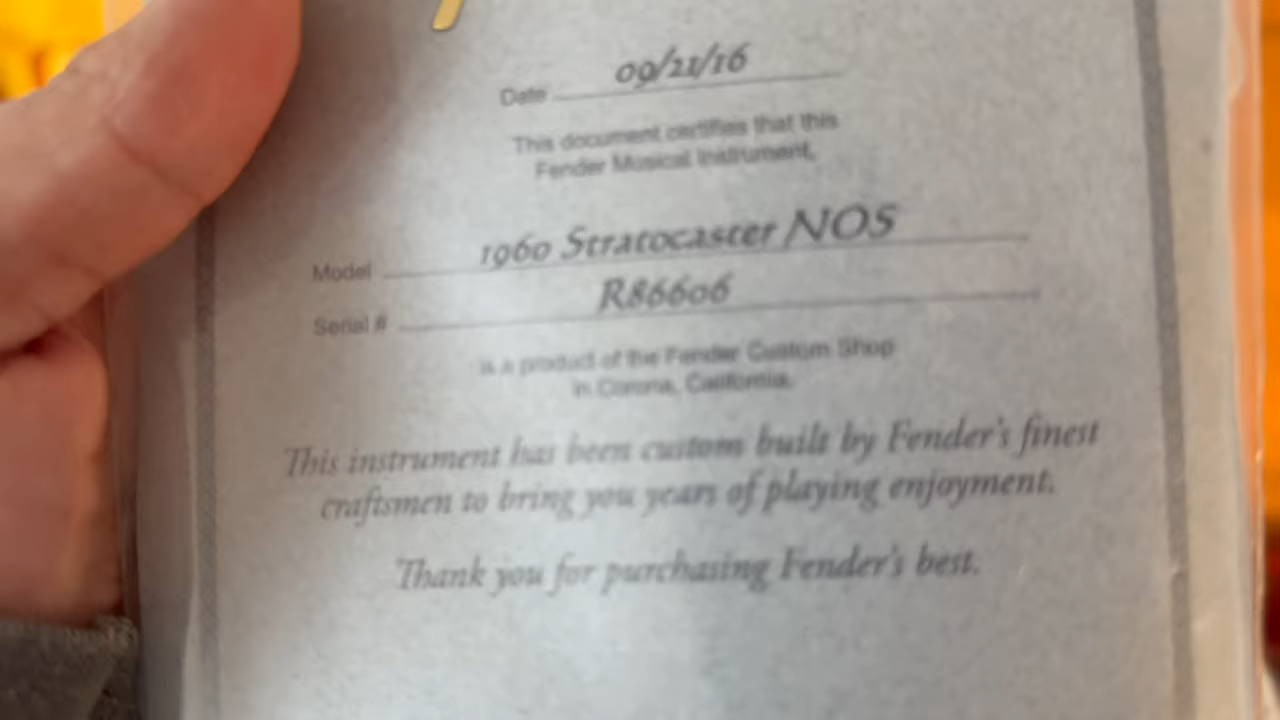 Date 09/21/16
This document certifies that this
Fender Musical Instrument,
Model 1960 Stratocaster NOS
Serial # R86606
is a product of the Fender Custom Shop
in Corona, California.
This instrument has been custom built by Fender's finest
craftsmen to bring you years of playing enjoyment.
Thank you for purchasing Fender's best.